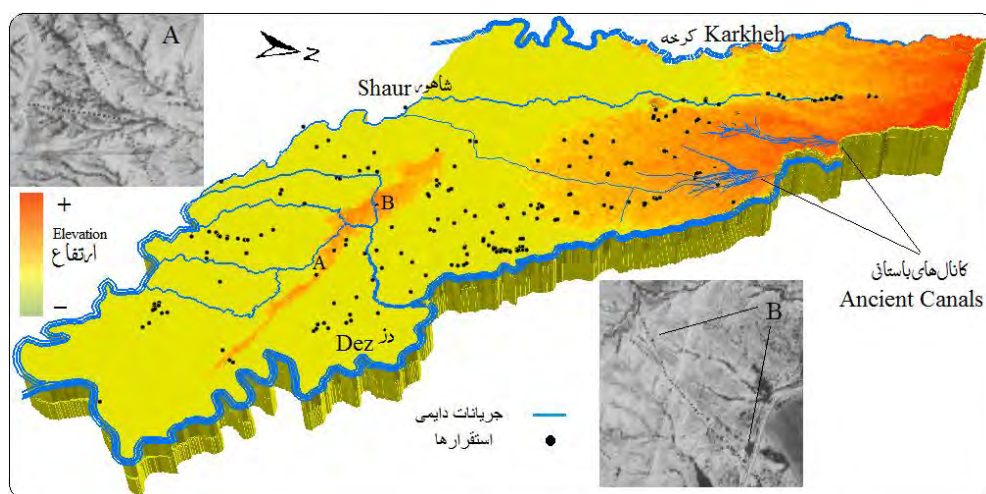 A
Karkheh کرخه
Shaur شاهور
+
Elevation
ارتفاع
−
B
A
کانال‌های باستانی
Ancient Canals
B
Dez دز
جریانات دایمی
استقرارها